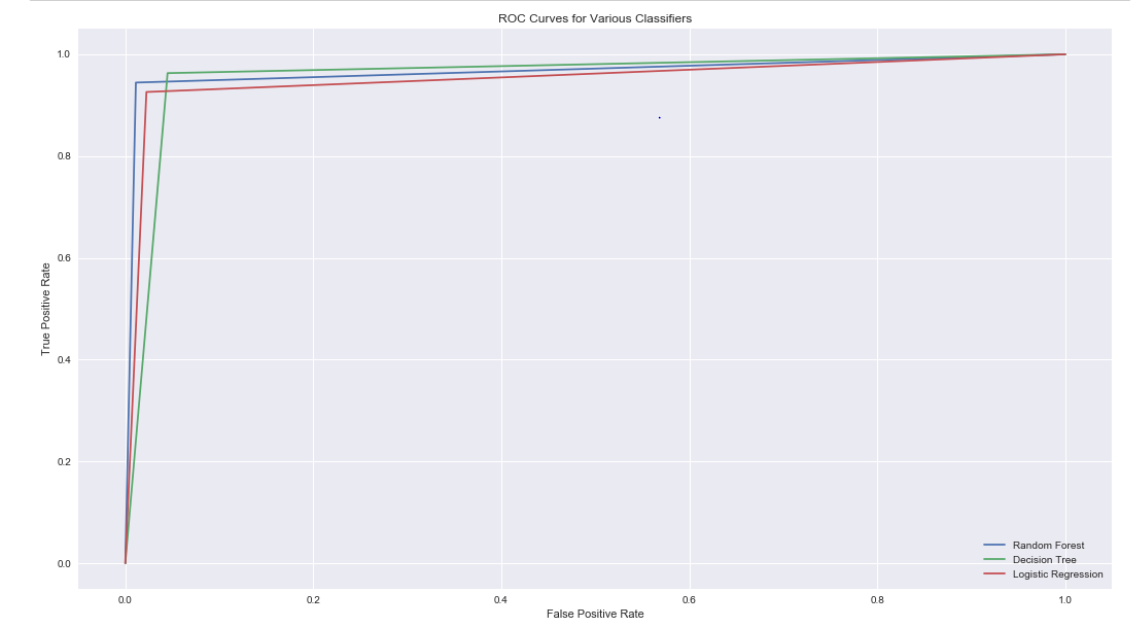 ROC Curves for Various Classifiers
1.0
0.8
0.6
0.4
0.2
0.0
True Positive Rate
0.0 0.2 0.4 0.6 0.8 1.0
False Positive Rate
Random Forest
Decision Tree
Logistic Regression